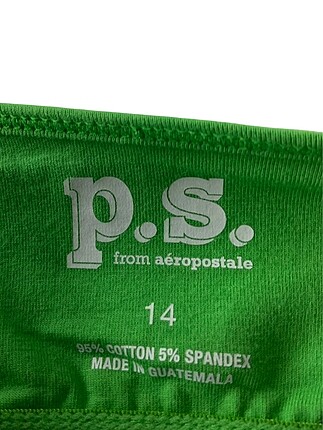 p.s.
from aéropostale
14
95% COTTON 5% SPANDEX
MADE IN GUATEMALA